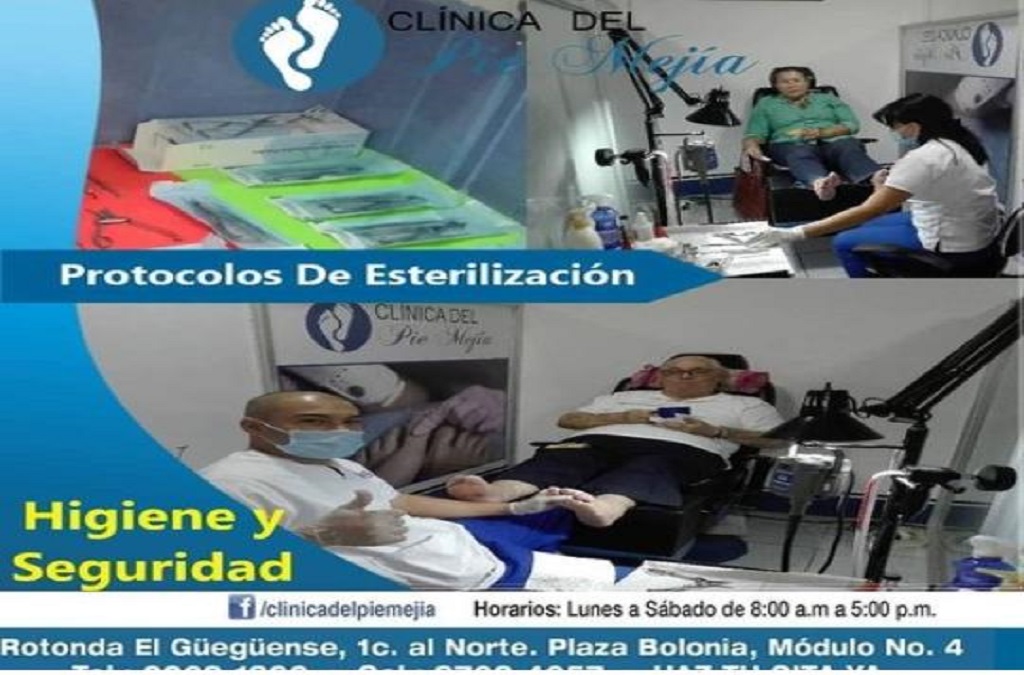 CLÍNICA DEL
Pie Mejía
Protocolos De Esterilización
CLÍNICA DEL
Pie Mejía
Higiene y
Seguridad
/clinicadelpiemejia Horarios: Lunes a Sábado de 8:00 a.m a 5:00 p.m.
Rotonda El Güegüense, 1c. al Norte. Plaza Bolonia, Módulo No. 4